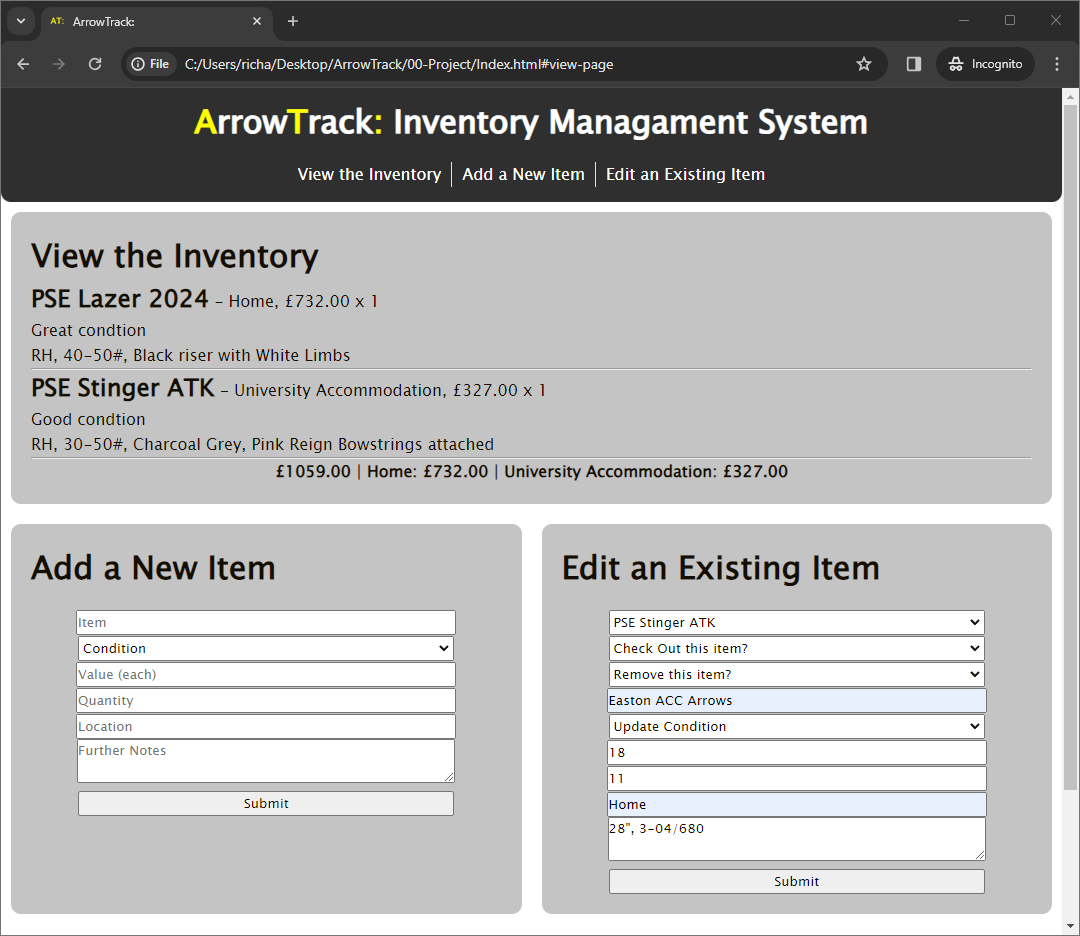 AT: ArrowTrack:
File C:/Users/richa/Desktop/ArrowTrack/00-Project/Index.html#view-page Incognito
ArrowTrack: Inventory Managament System
View the Inventory Add a New Item Edit an Existing Item
View the Inventory
PSE Lazer 2024 - Home, £732.00 x 1
Great condtion
RH, 40-50#, Black riser with White Limbs
PSE Stinger ATK - University Accommodation, £327.00 x 1
Good condtion
RH, 30-50#, Charcoal Grey, Pink Reign Bowstrings attached
£1059.00 | Home: £732.00 | University Accommodation: £327.00
Add a New Item
Item
Condition
Value (each)
Quantity
Location
Further Notes
Submit
Edit an Existing Item
PSE Stinger ATK
Check Out this item?
Remove this item?
Easton ACC Arrows
Update Condition
18
11
Home
28", 3-04/680
Submit